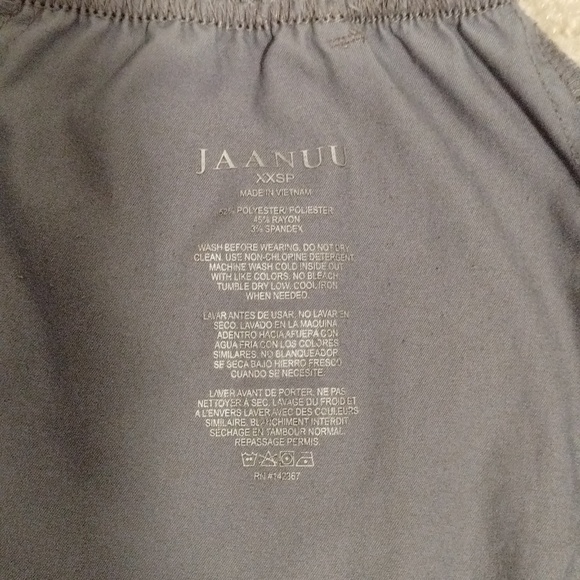 JAANUU
XXSP
MADE IN VIETNAM
POLYESTER/POLIESTER
RAYON
3% SPANDEX
WASH BEFORE WEARING. DO NOT DRY
CLEAN. USE NON-CHLOPINE DETERGENT.
MACHINE WASH COLD INSIDE OUT
WITH LIKE COLORS. NO BLEACH
TUMBLE DRY LOW. COOL IRON
WHEN NEEDED.
LAVAR ANTES DE USAR. NO LAVAR EN
SECO. LAVADO EN LA MAQUINA
ADENTRO HACIA AFUERA CON
AGUA FRIA CON LOS COLORES
SIMILARES. NO BLANQUEADOR
SE SECA BAJO HIERRO FRESCO
CUANDO SE NECESITE.
LAVER AVANT DE PORTER. NE PAS
NETTOYER A SEC. LAVAGE DU FROID ET
A L'ENVERS LAVER AVEC DES COULEURS
SIMILAIRE. BLANCHIMENT INTERDIT
SECHAGE EN TAMBOUR NORMAL.
REPASSAGE PERMIS.
RN #142367